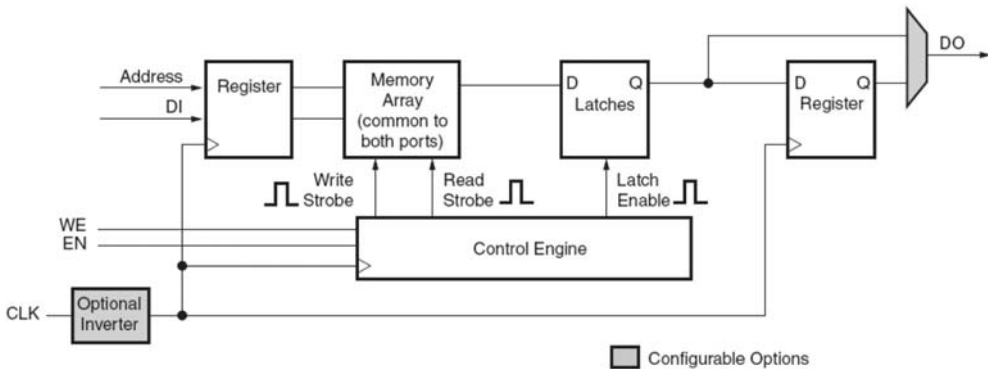 Address
DI
Register
Memory
Array
(common to
both ports)
D Q
Latches
D Q
Register
DO
Write
Strobe
Read
Strobe
Latch
Enable
WE
EN
Control Engine
CLK
Optional
Inverter
Configurable Options